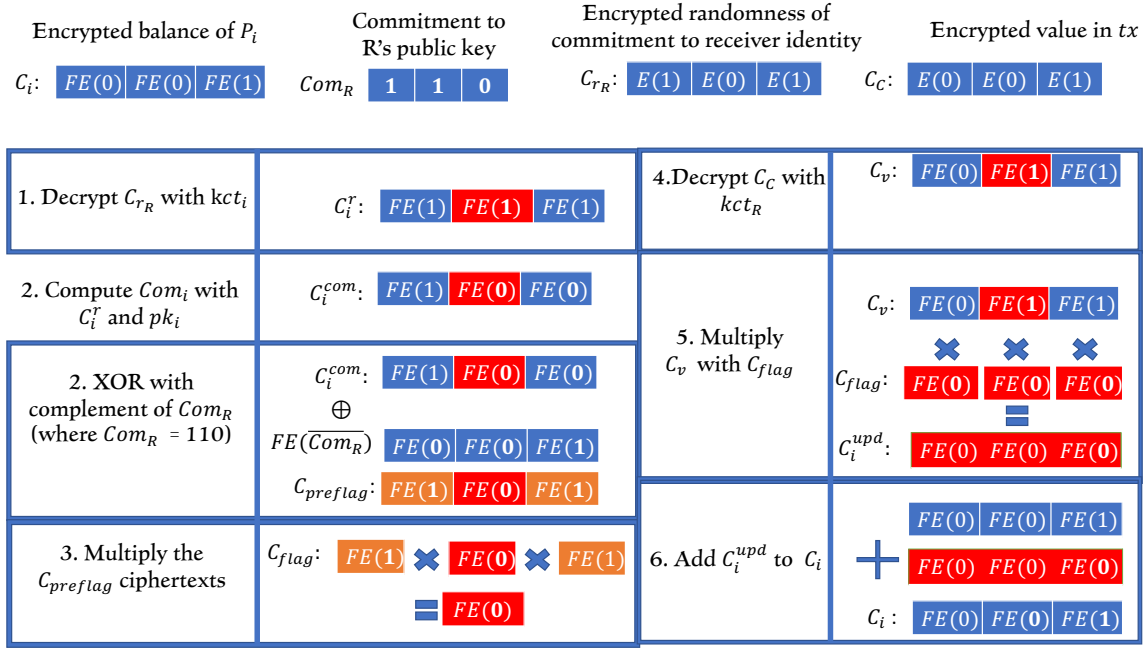 Encrypted balance of P_i
C_i: FE(0) FE(0) FE(1)
Commitment to
R's public key
Com_R 1 1 0
Encrypted randomness of
commitment to receiver identity
C_{r_R}: E(1) E(0) E(1)
Encrypted value in tx
C_C: E(0) E(0) E(1)
1. Decrypt C_{r_R} with kct_i
C_i^r: FE(1) FE(1) FE(1)
2. Compute Com_i with
C_i^r and pk_i
C_i^{com}: FE(1) FE(0) FE(0)
2. XOR with
complement of Com_R
(where Com_R = 110)
C_i^{com}: FE(1) FE(0) FE(0)
⊕
FE(\overline{Com_R}) FE(0) FE(0) FE(1)
C_{preflag}: FE(1) FE(0) FE(1)
3. Multiply the
C_{preflag} ciphertexts
C_{flag}: FE(1) × FE(0) × FE(1)
= FE(0)
4.Decrypt C_C with
kct_R
C_v: FE(0) FE(1) FE(1)
5. Multiply
C_v with C_{flag}
C_v: FE(0) FE(1) FE(1)
× × ×
C_{flag}: FE(0) FE(0) FE(0)
=
C_i^{upd}: FE(0) FE(0) FE(0)
6. Add C_i^{upd} to C_i
FE(0) FE(0) FE(1)
+ FE(0) FE(0) FE(0)
C_i: FE(0) FE(0) FE(1)